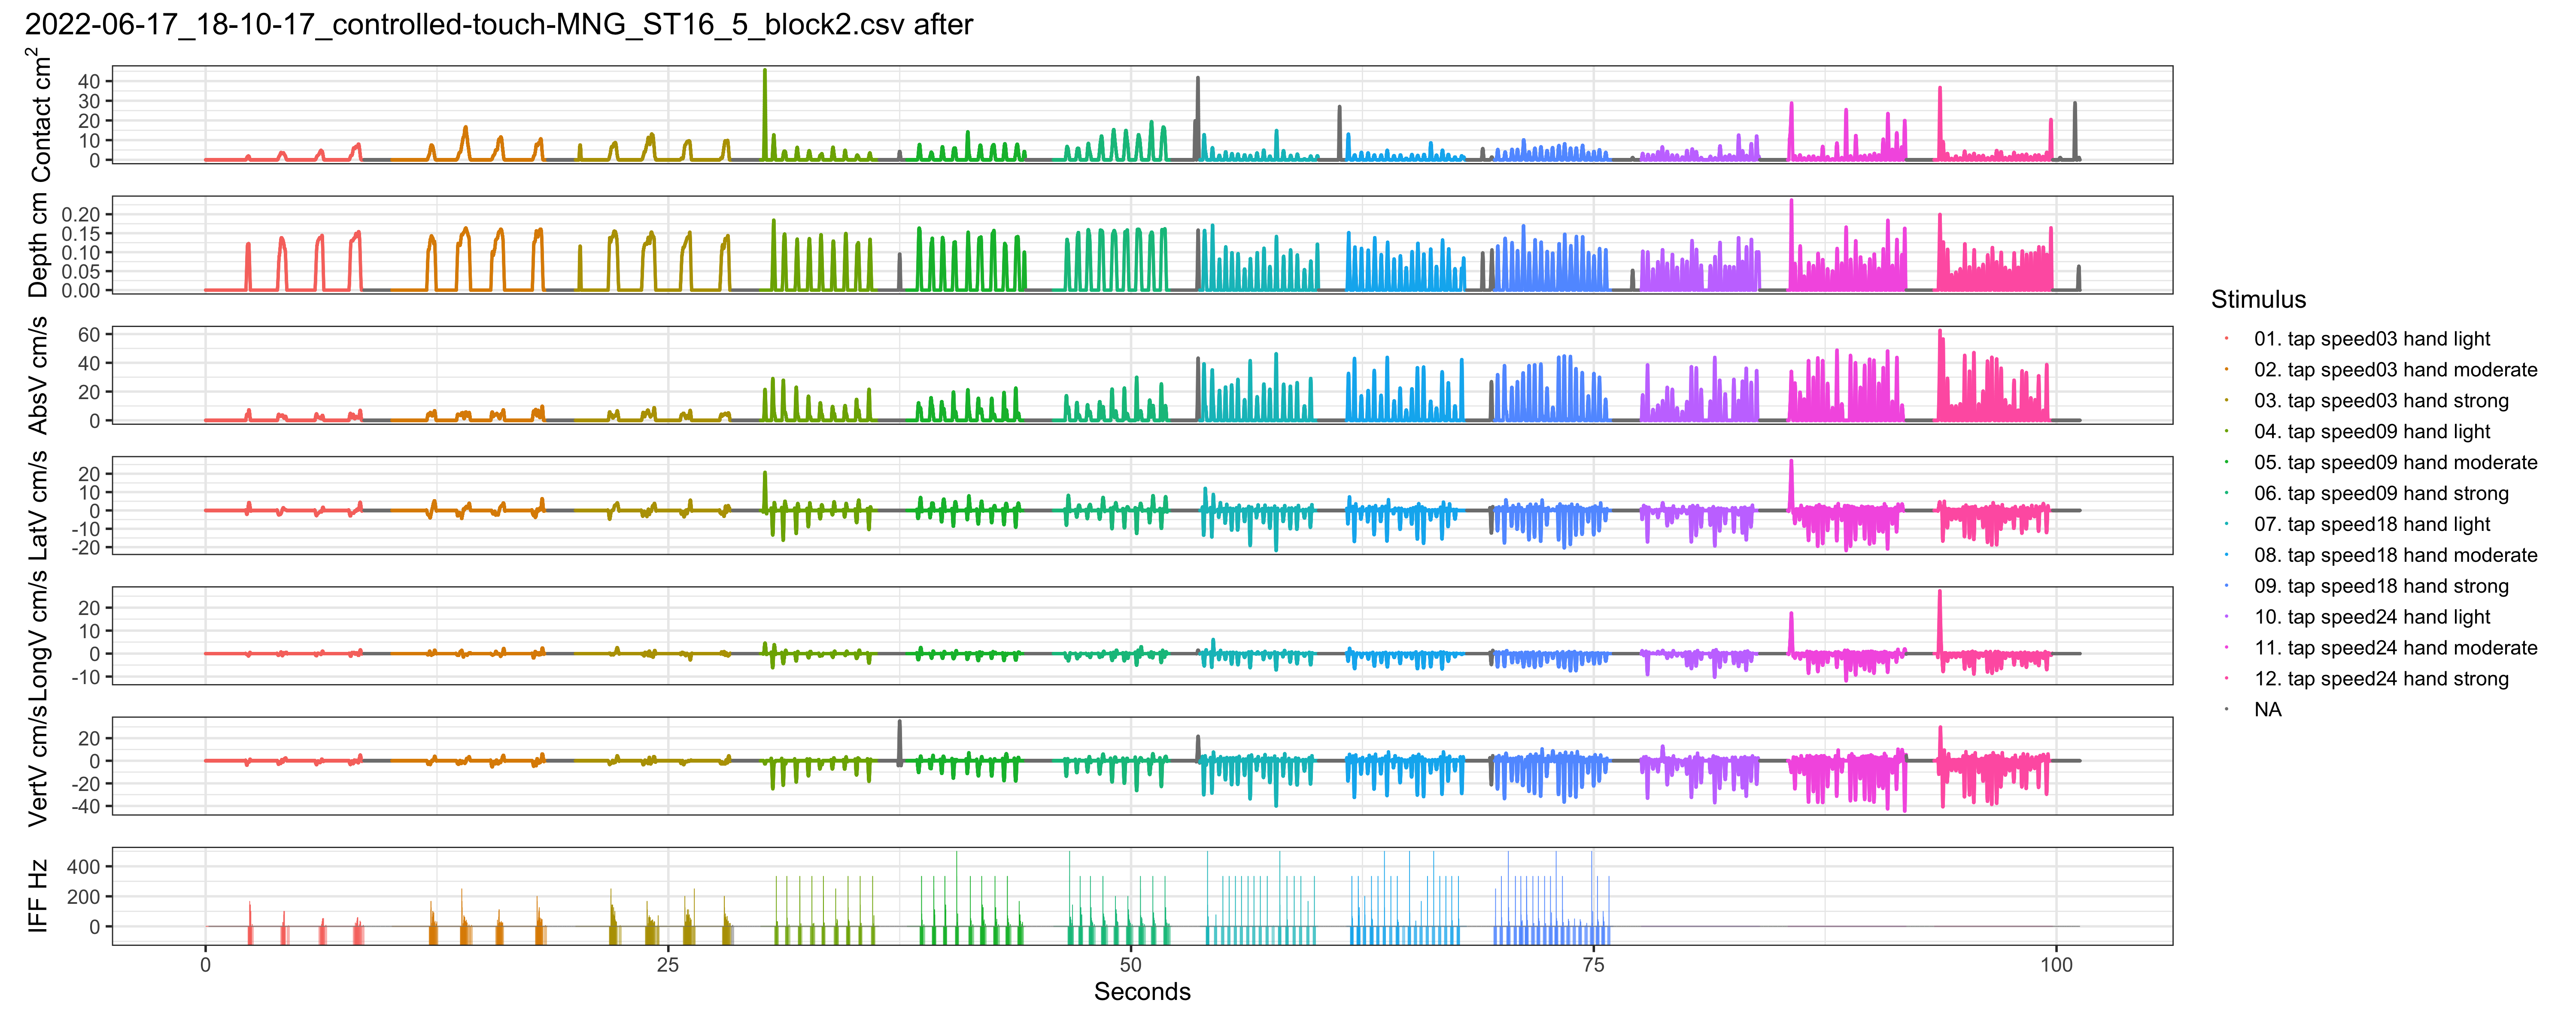 2022-06-17_18-10-17_controlled-touch-MNG_ST16_5_block2.csv after
Contact cm²
40
30
20
10
0
Depth cm
0.20
0.15
0.10
0.05
0.00
AbsV cm/s
60
40
20
0
LatV cm/s
20
10
0
-10
-20
LongV cm/s
20
10
0
-10
VertV cm/s
20
0
-20
-40
IFF Hz
400
200
0
0 25 50 75 100
Seconds
Stimulus
01. tap speed03 hand light
02. tap speed03 hand moderate
03. tap speed03 hand strong
04. tap speed09 hand light
05. tap speed09 hand moderate
06. tap speed09 hand strong
07. tap speed18 hand light
08. tap speed18 hand moderate
09. tap speed18 hand strong
10. tap speed24 hand light
11. tap speed24 hand moderate
12. tap speed24 hand strong
NA